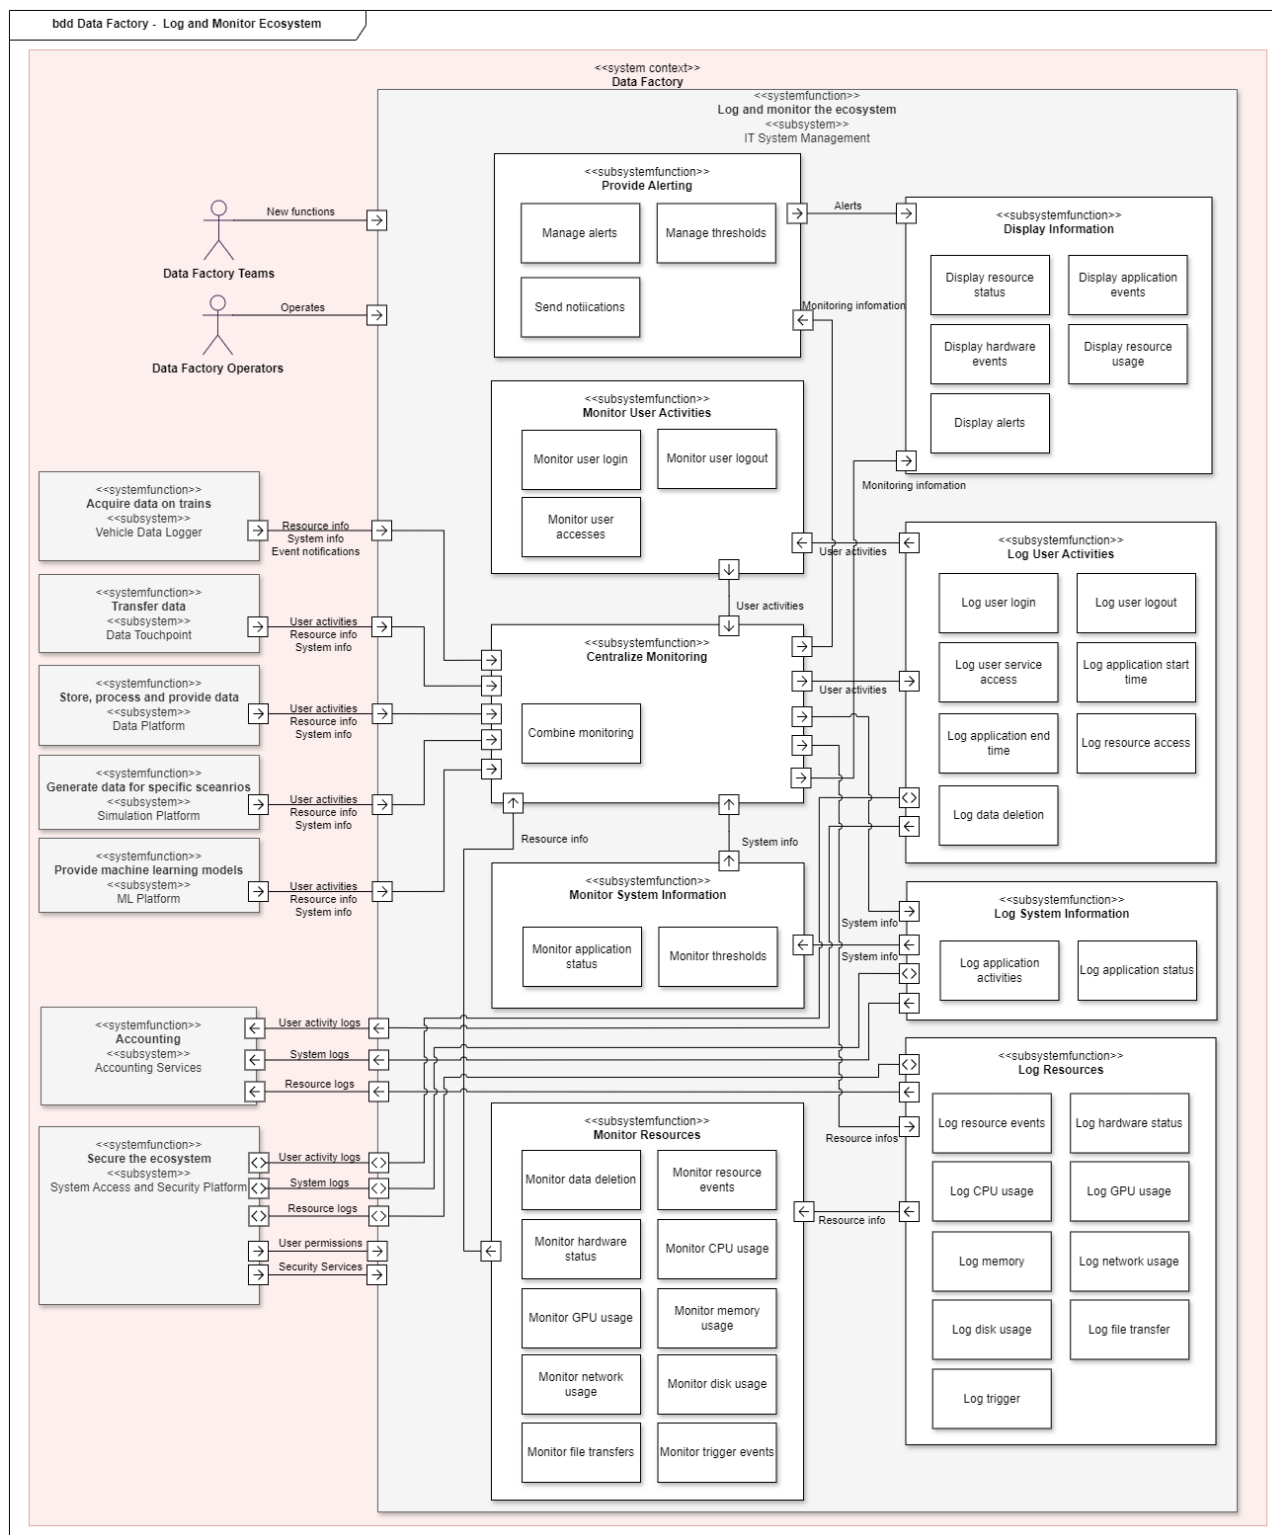 bdd Data Factory -  Log and Monitor Ecosystem
<<system context>>
Data Factory
<<systemfunction>>
Log and monitor the ecosystem
<<subsystem>>
IT System Management
New functions
Data Factory Teams
Operates
Data Factory Operators
<<subsystemfunction>>
Provide Alerting
Manage alerts
Manage thresholds
Send notiications
Alerts
Monitoring infomation
<<subsystemfunction>>
Display Information
Display resource
status
Display application
events
Display hardware
events
Display resource
usage
Display alerts
Monitoring infomation
<<subsystemfunction>>
Monitor User Activities
Monitor user login
Monitor user logout
Monitor user
accesses
User activities
User activities
<<systemfunction>>
Acquire data on trains
<<subsystem>>
Vehicle Data Logger
Resource info
System info
Event notifications
<<systemfunction>>
Transfer data
<<subsystem>>
Data Touchpoint
User activities
Resource info
System info
<<systemfunction>>
Store, process and provide data
<<subsystem>>
Data Platform
User activities
Resource info
System info
<<systemfunction>>
Generate data for specific sceanrios
<<subsystem>>
Simulation Platform
User activities
Resource info
System info
<<systemfunction>>
Provide machine learning models
<<subsystem>>
ML Platform
User activities
Resource info
System info
<<subsystemfunction>>
Centralize Monitoring
Combine monitoring
User activities
Resource info
System info
<<subsystemfunction>>
Log User Activities
Log user login
Log user logout
Log user service
access
Log application start
time
Log application end
time
Log resource access
Log data deletion
<<subsystemfunction>>
Monitor System Information
Monitor application
status
Monitor thresholds
System info
System info
<<subsystemfunction>>
Log System Information
Log application
activities
Log application status
<<systemfunction>>
Accounting
<<subsystem>>
Accounting Services
User activity logs
System logs
Resource logs
<<systemfunction>>
Secure the ecosystem
<<subsystem>>
System Access and Security Platform
User activity logs
System logs
Resource logs
User permissions
Security Services
<<subsystemfunction>>
Monitor Resources
Monitor data deletion
Monitor resource
events
Monitor hardware
status
Monitor CPU usage
Monitor GPU usage
Monitor memory
usage
Monitor network
usage
Monitor disk usage
Monitor file transfers
Monitor trigger events
Resource infos
Resource info
<<subsystemfunction>>
Log Resources
Log resource events
Log hardware status
Log CPU usage
Log GPU usage
Log memory
Log network usage
Log disk usage
Log file transfer
Log trigger